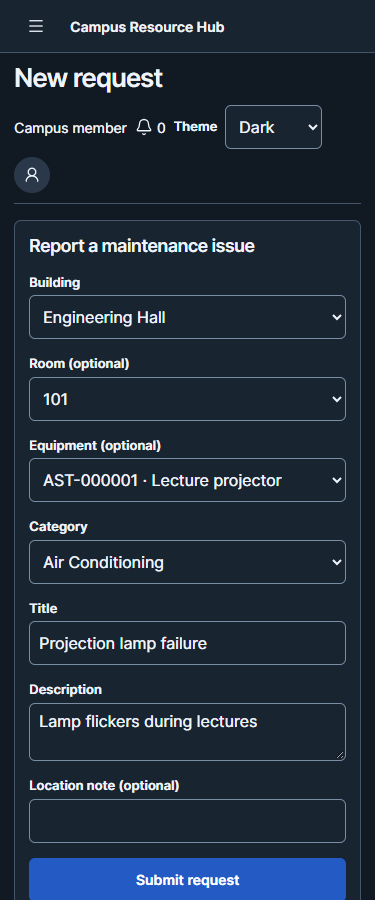 Campus Resource Hub
New request
Campus member 0 Theme Dark
Report a maintenance issue
Building
Engineering Hall
Room (optional)
101
Equipment (optional)
AST-000001 · Lecture projector
Category
Air Conditioning
Title
Projection lamp failure
Description
Lamp flickers during lectures
Location note (optional)
Submit request